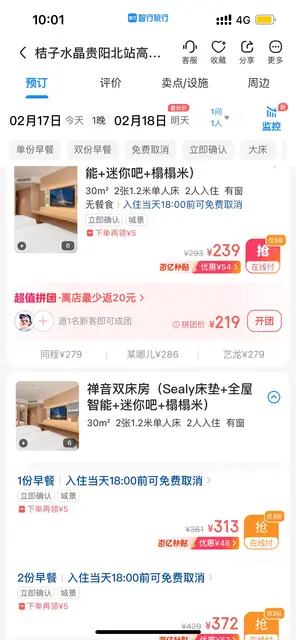 10:01
智行旅行
4G
桔子水晶贵阳北站高...
客服
收藏
分享
更多
预订
评价
卖点/设施
周边
02月17日 今天 1晚 02月18日 明天
1间
1人
监控
单份早餐
双份早餐
免费取消
立即确认
大床
能+迷你吧+榻榻米）
30m² 2张1.2米单人床 2人入住 有窗
无餐食 入住当天18:00前可免费取消
立即确认 城景
下单再领¥5
¥293 ¥239
抢
在线付
百亿补贴 优惠¥54
6
超值拼团·离店最少返20元
邀1名新客即可成团
拼团价 ¥219
开团
同程¥279
某哪儿¥286
艺龙¥279
禅音双床房（Sealy床垫+全屋
智能+迷你吧+榻榻米）
30m² 2张1.2米单人床 2人入住 有窗
6
1份早餐 入住当天18:00前可免费取消
立即确认 城景
下单再领¥5
¥361 ¥313
抢
在线付
百亿补贴 优惠¥48
2份早餐 入住当天18:00前可免费取消
立即确认 城景
下单再领¥5
¥429 ¥372
抢
在线付